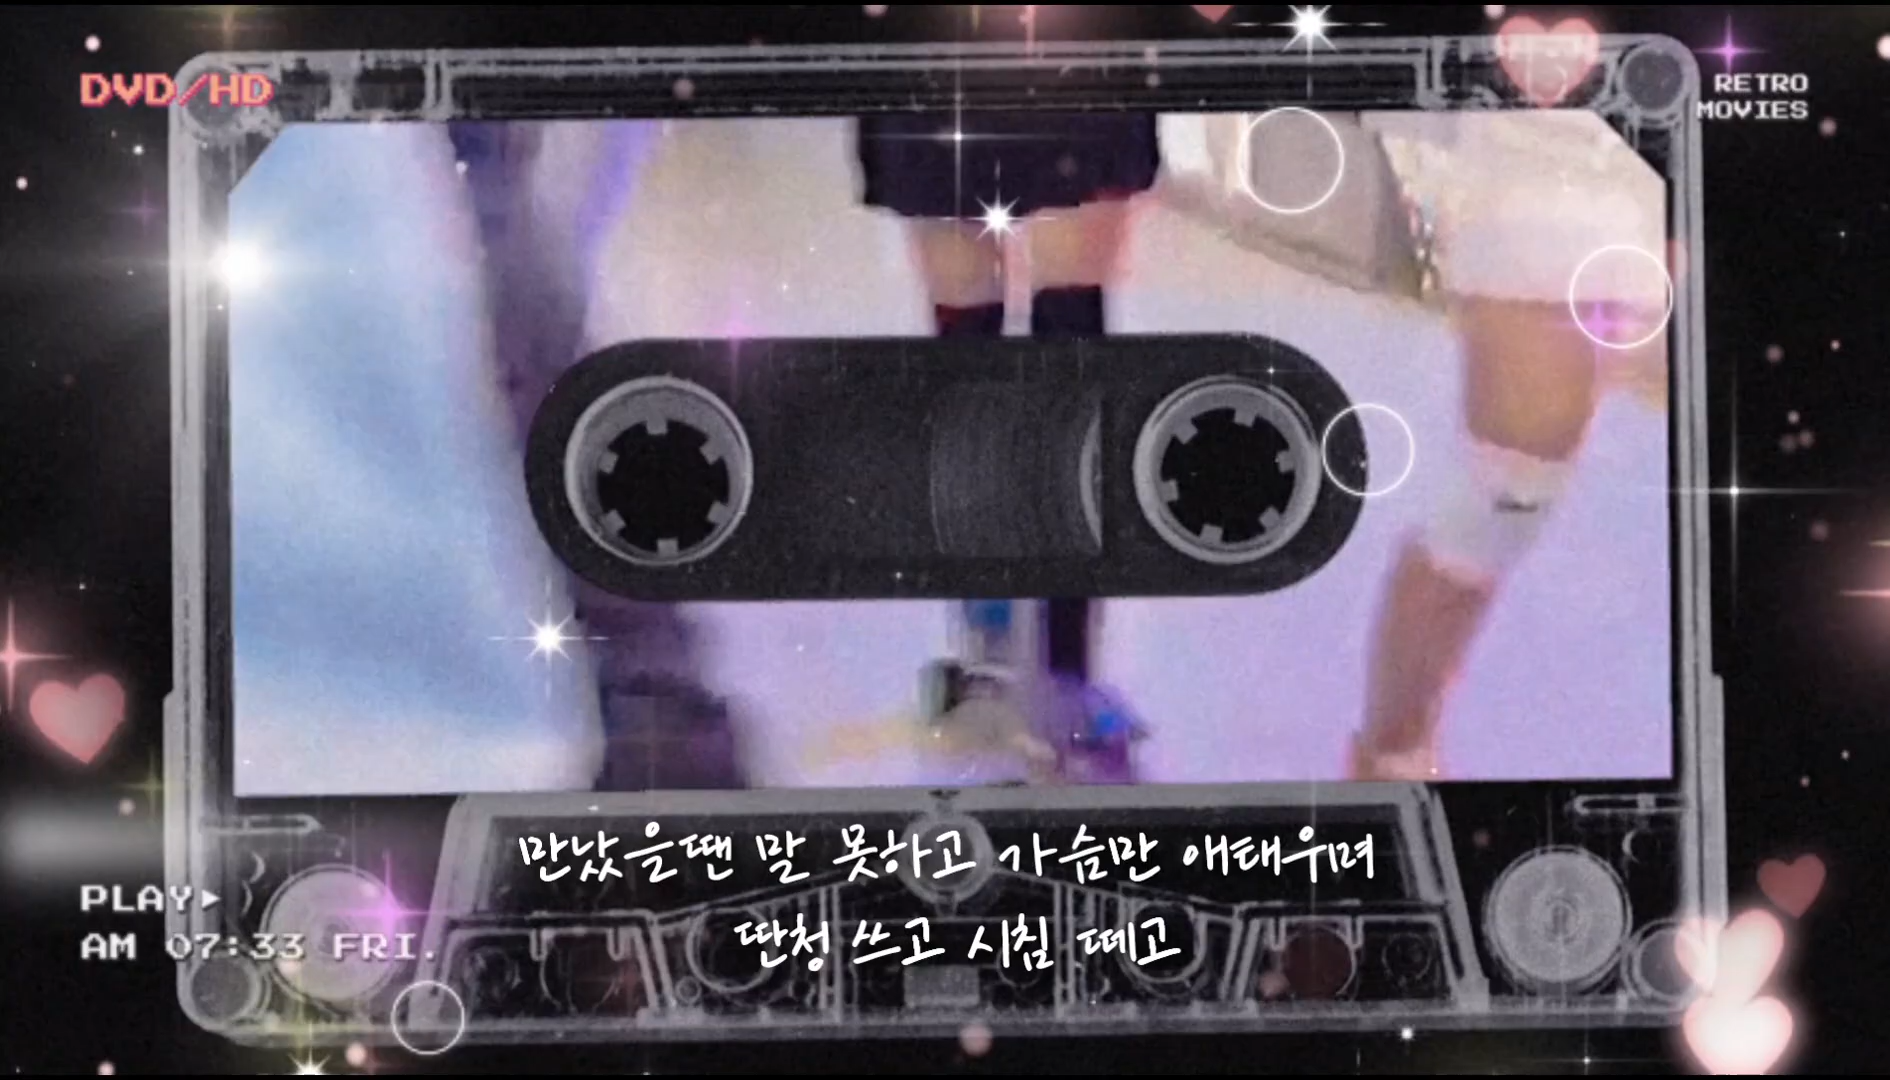 DVD/HD
RETRO
MOVIES
만났을땐 말 못하고 가슴만 애태우며
딴청 쓰고 시침 떼고
PLAY▶
AM 07:33 FRI.